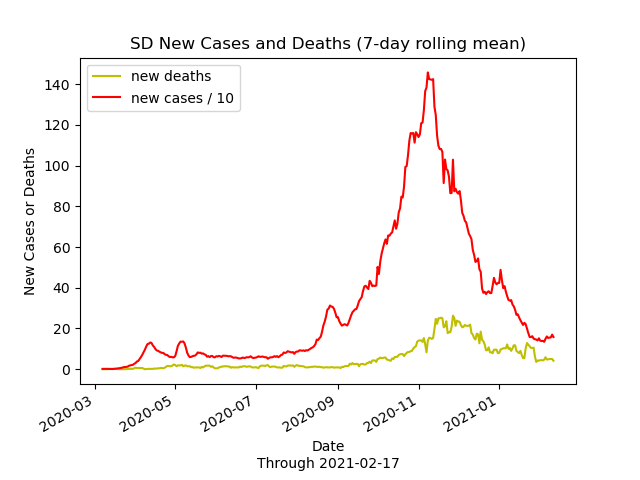 SD New Cases and Deaths (7-day rolling mean)
new deaths
new cases / 10
140
120
100
80
60
40
20
0
New Cases or Deaths
2020-03
2020-05
2020-07
2020-09
2020-11
2021-01
Date
Through 2021-02-17